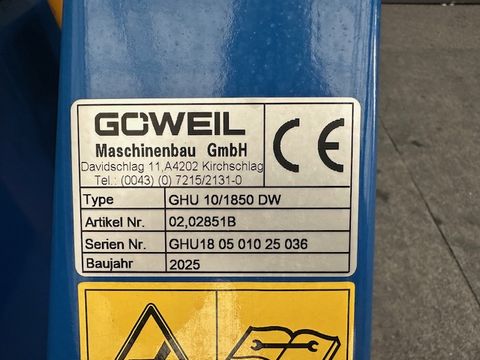 GÖWEIL
Maschinenbau GmbH
Davidschlag 11,A4202 Kirchschlag
Tel.: (0043) (0) 7215/2131-0
CE
Type GHU 10/1850 DW
Artikel Nr. 02,02851B
Serien Nr. GHU18 05 010 25 036
Baujahr 2025